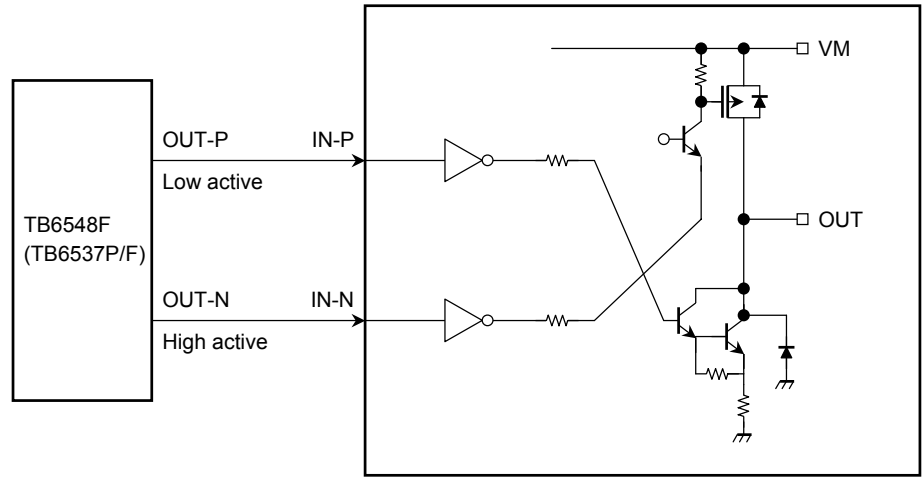 VM
OUT-P
IN-P
Low active
TB6548F
(TB6537P/F)
OUT
OUT-N
IN-N
High active